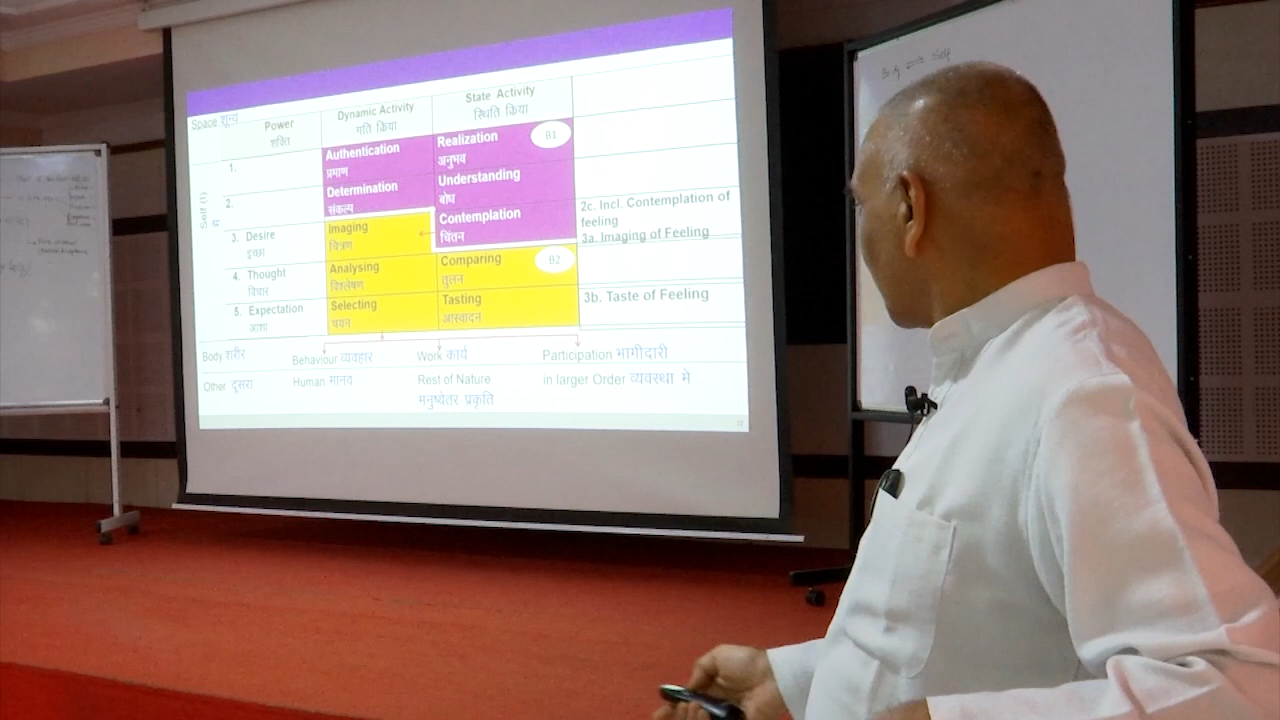 Space शून्य
Power
शक्ति
Dynamic Activity
गति क्रिया
State Activity
स्थिति क्रिया
Self (I)
1.
Authentication
प्रमाण
Realization
अनुभव
B1
2.
Determination
संकल्प
Understanding
बोध
3. Desire
इच्छा
Imaging
चित्रण
Contemplation
चिंतन
2c. Incl. Contemplation of
feeling
3a. Imaging of Feeling
4. Thought
विचार
Analysing
विश्लेषण
Comparing
तुलन
B2
5. Expectation
आशा
Selecting
चयन
Tasting
आस्वादन
3b. Taste of Feeling
Body शरीर
Behaviour व्यवहार
Work कार्य
Participation भागीदारी
Other दूसरा
Human मानव
Rest of Nature
मनुष्येतर प्रकृति
in larger Order व्यवस्था मे
Body Self